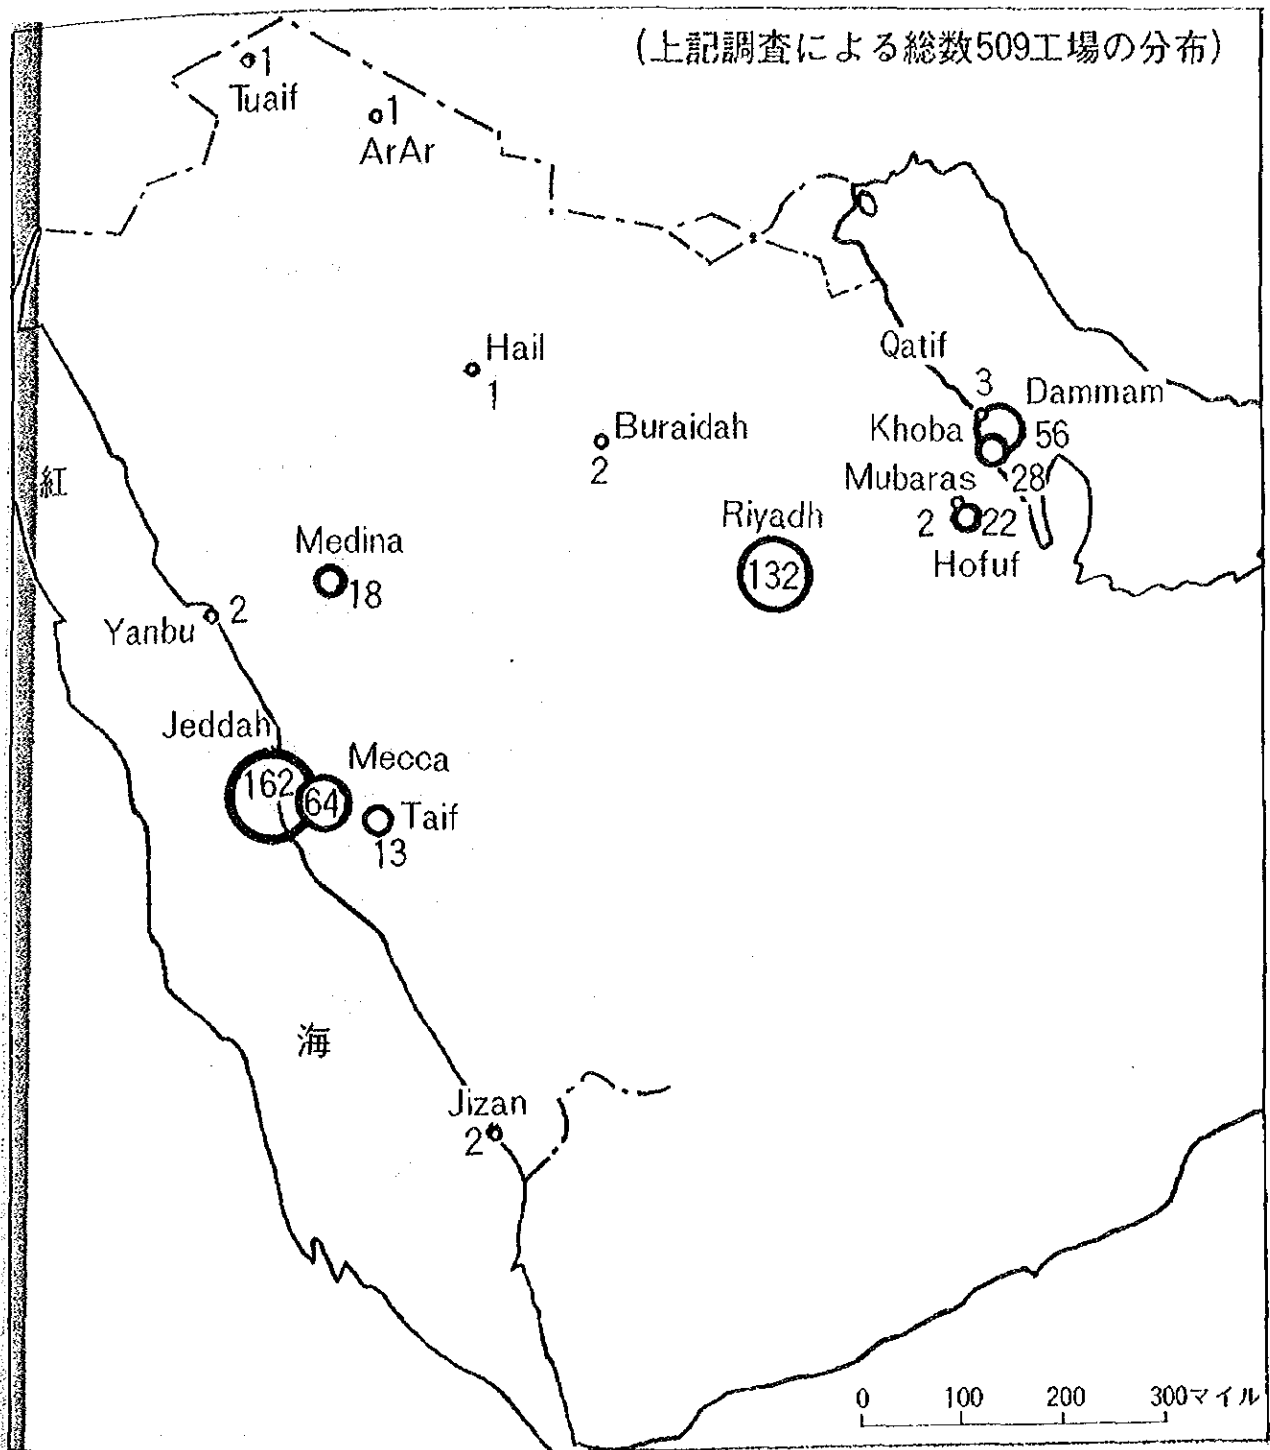 (上記調査による総数509工場の分布)
1
Tuaif
1
ArAr
Hail
1
Buraidah
2
Qatif
3
Dammam
56
Khoba
28
Mubaras
2
22
Hofuf
Riyadh
132
紅
Medina
18
2
Yanbu
Jeddah
162
Mecca
64
Taif
13
海
Jizan
2
0 100 200 300マイル